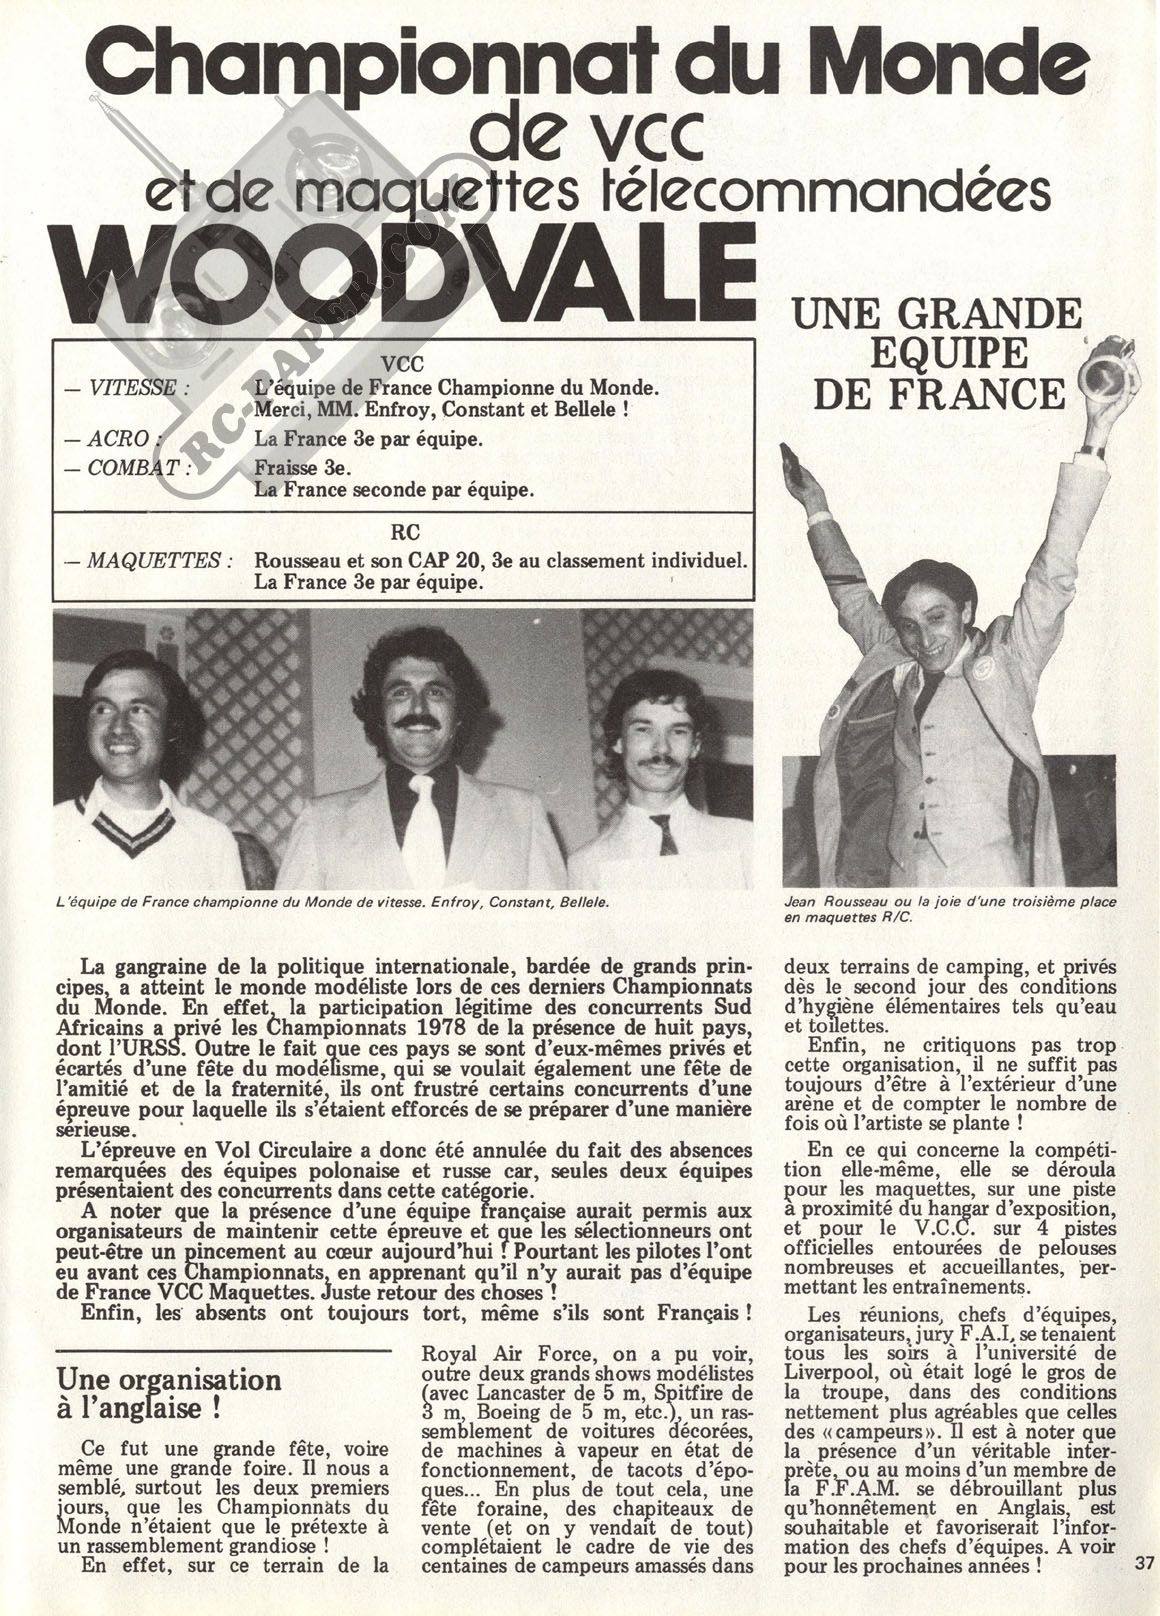 Championnat du Monde
de vcc
et de maquettes télécommandées
WOODVALE
RC-PAPER.COM
UNE GRANDE
EQUIPE
DE FRANCE
VCC
— VITESSE : L'équipe de France Championne du Monde.
Merci, MM. Enfroy, Constant et Bellele !
— ACRO : La France 3e par équipe.
— COMBAT : Fraisse 3e.
La France seconde par équipe.
RC
— MAQUETTES : Rousseau et son CAP 20, 3e au classement individuel.
La France 3e par équipe.
L'équipe de France championne du Monde de vitesse. Enfroy, Constant, Bellele.
Jean Rousseau ou la joie d'une troisième place
en maquettes R/C.
La gangraine de la politique internationale, bardée de grands prin-
cipes, a atteint le monde modéliste lors de ces derniers Championnats
du Monde. En effet, la participation légitime des concurrents Sud
Africains a privé les Championnats 1978 de la présence de huit pays,
dont l'URSS. Outre le fait que ces pays se sont d'eux-mêmes privés et
écartés d'une fête du modélisme, qui se voulait également une fête de
l'amitié et de la fraternité, ils ont frustré certains concurrents d'une
épreuve pour laquelle ils s'étaient efforcés de se préparer d'une manière
sérieuse.
L'épreuve en Vol Circulaire a donc été annulée du fait des absences
remarquées des équipes polonaise et russe car, seules deux équipes
présentaient des concurrents dans cette catégorie.
A noter que la présence d'une équipe française aurait permis aux
organisateurs de maintenir cette épreuve et que les sélectionneurs ont
peut-être un pincement au cœur aujourd'hui ! Pourtant les pilotes l'ont
eu avant ces Championnats, en apprenant qu'il n'y aurait pas d'équipe
de France VCC Maquettes. Juste retour des choses !
Enfin, les absents ont toujours tort, même s'ils sont Français !
Une organisation
à l'anglaise !
Ce fut une grande fête, voire
même une grande foire. Il nous a
semblé, surtout les deux premiers
jours, que les Championnats du
Monde n'étaient que le prétexte à
un rassemblement grandiose !
En effet, sur ce terrain de la
Royal Air Force, on a pu voir,
outre deux grands shows modélistes
(avec Lancaster de 5 m, Spitfire de
3 m, Boeing de 5 m, etc.), un ras-
semblement de voitures décorées,
de machines à vapeur en état de
fonctionnement, de tacots d'épo-
ques... En plus de tout cela, une
fête foraine, des chapiteaux de
vente (et on y vendait de tout)
complétaient le cadre de vie des
centaines de campeurs amassés dans
deux terrains de camping, et privés
dès le second jour des conditions
d'hygiène élémentaires tels qu'eau
et toilettes.
Enfin, ne critiquons pas trop
cette organisation, il ne suffit pas
toujours d'être à l'extérieur d'une
arène et de compter le nombre de
fois où l'artiste se plante !
En ce qui concerne la compéti-
tion elle-même, elle se déroula
pour les maquettes, sur une piste
à proximité du hangar d'exposition,
et pour le V.C.C. sur 4 pistes
officielles entourées de pelouses
nombreuses et accueillantes, per-
mettant les entraînements.
Les réunions, chefs d'équipes,
organisateurs, jury F.A.I, se tenaient
tous les soirs à l'université de
Liverpool, où était logé le gros de
la troupe, dans des conditions
nettement plus agréables que celles
des «campeurs». Il est à noter que
la présence d'un véritable inter-
prète, ou au moins d'un membre de
la F.F.A.M. se débrouillant plus
qu'honnêtement en Anglais, est
souhaitable et favoriserait l'infor-
mation des chefs d'équipes. A voir
pour les prochaines années !
37